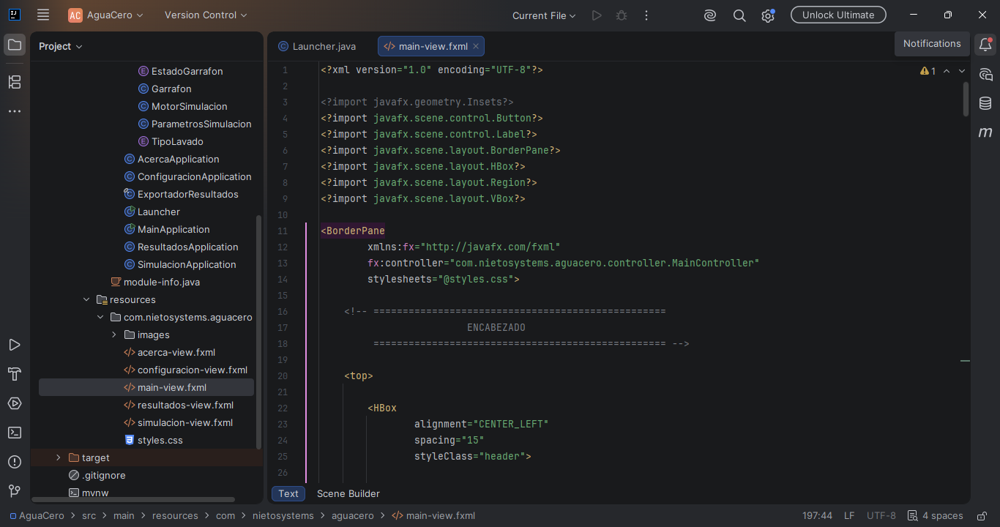 AC AguaCero Version Control Current File Unlock Ultimate
Project
Launcher.java main-view.fxml Notifications
EstadoGarrafon
Garrafon
MotorSimulacion
ParametrosSimulacion
TipoLavado
AcercaApplication
ConfiguracionApplication
ExportadorResultados
Launcher
MainApplication
ResultadosApplication
SimulacionApplication
module-info.java
resources
com.nietosystems.aguacero
images
acerca-view.fxml
configuracion-view.fxml
main-view.fxml
resultados-view.fxml
simulacion-view.fxml
styles.css
target
.gitignore
mvnw
1 <?xml version="1.0" encoding="UTF-8"?> 1
2
3 <?import javafx.geometry.Insets?>
4 <?import javafx.scene.control.Button?>
5 <?import javafx.scene.control.Label?>
6 <?import javafx.scene.layout.BorderPane?>
7 <?import javafx.scene.layout.HBox?>
8 <?import javafx.scene.layout.Region?>
9 <?import javafx.scene.layout.VBox?>
10
11 <BorderPane
12 xmlns:fx="http://javafx.com/fxml"
13 fx:controller="com.nietosystems.aguacero.controller.MainController"
14 stylesheets="@styles.css">
15
16 <!-- ==================================================
17 ENCABEZADO
18 ================================================== -->
19
20 <top>
21
22 <HBox
23 alignment="CENTER_LEFT"
24 spacing="15"
25 styleClass="header">
26
Text Scene Builder
AguaCero > src > main > resources > com > nietosystems > aguacero > main-view.fxml 197:44 LF UTF-8 4 spaces